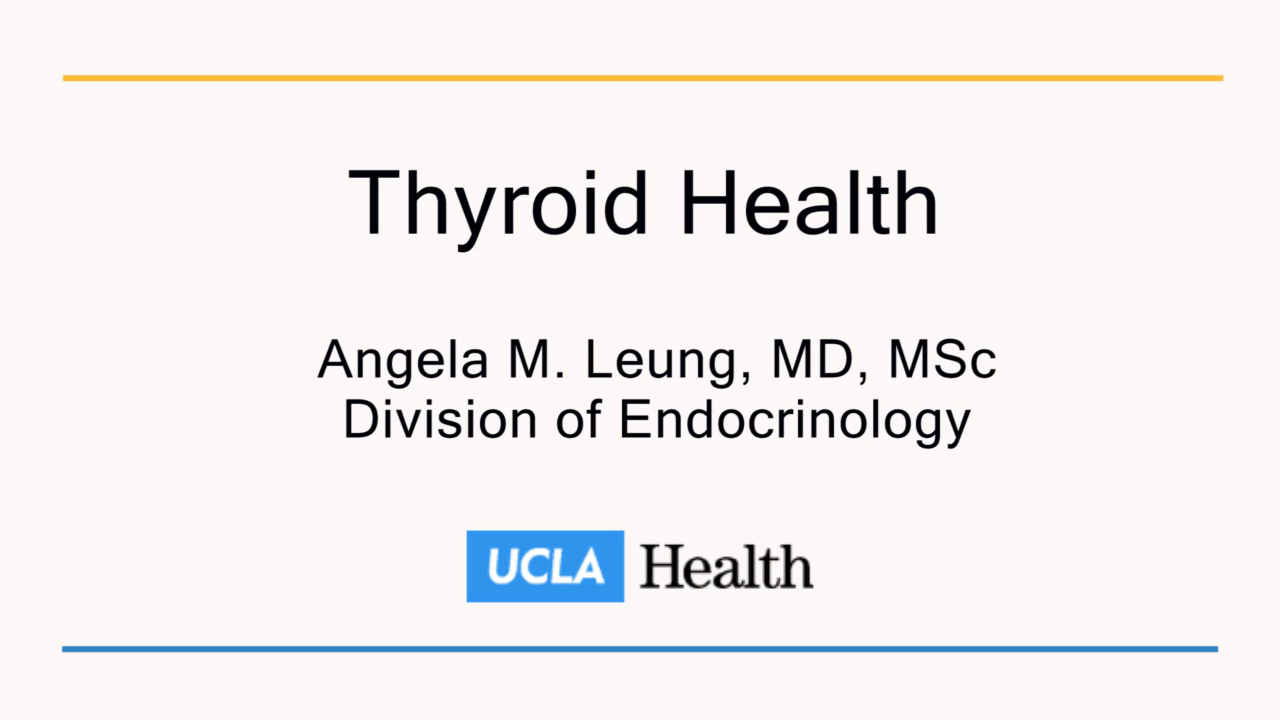 Thyroid Health
Angela M. Leung, MD, MSc
Division of Endocrinology
UCLA Health